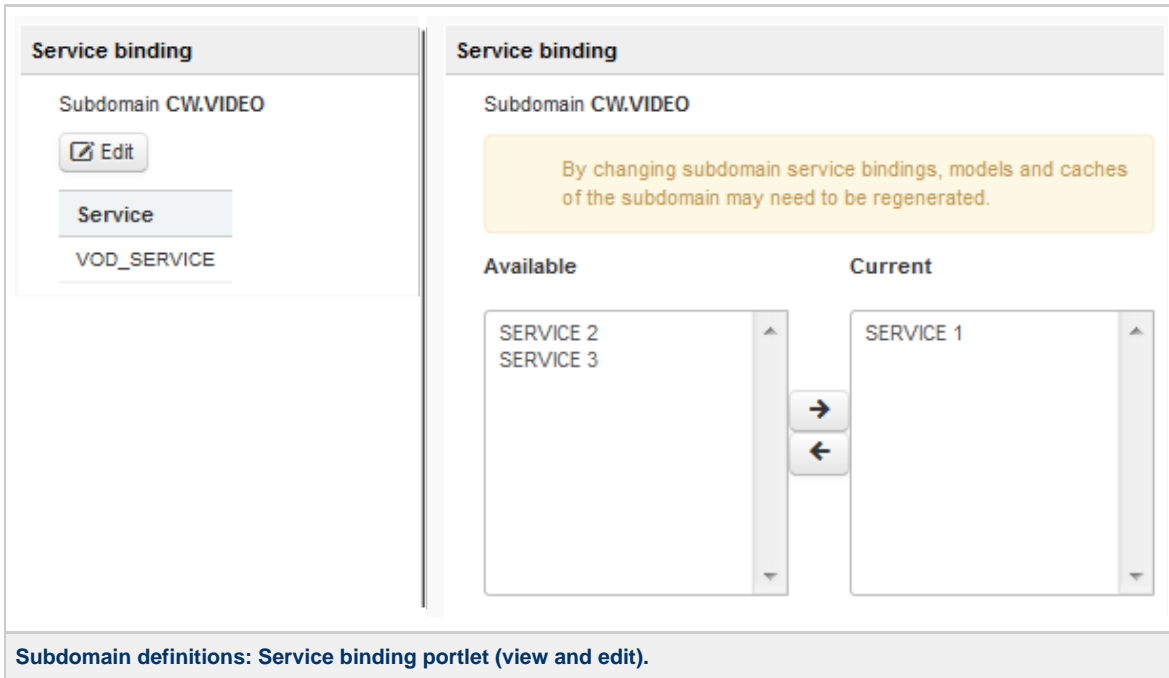 Service binding
Subdomain CW.VIDEO
Edit
Service
VOD_SERVICE
Service binding
Subdomain CW.VIDEO
By changing subdomain service bindings, models and caches
of the subdomain may need to be regenerated.
Available
Current
SERVICE 2
SERVICE 3
SERVICE 1
Subdomain definitions: Service binding portlet (view and edit).